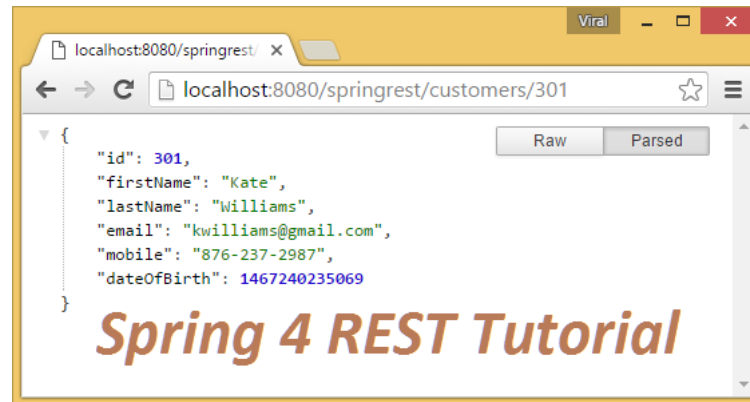 Viral
localhost:8080/springrest/
localhost:8080/springrest/customers/301
Raw Parsed
{
"id": 301,
"firstName": "Kate",
"lastName": "Williams",
"email": "kwilliams@gmail.com",
"mobile": "876-237-2987",
"dateOfBirth": 1467240235069
}
Spring 4 REST Tutorial